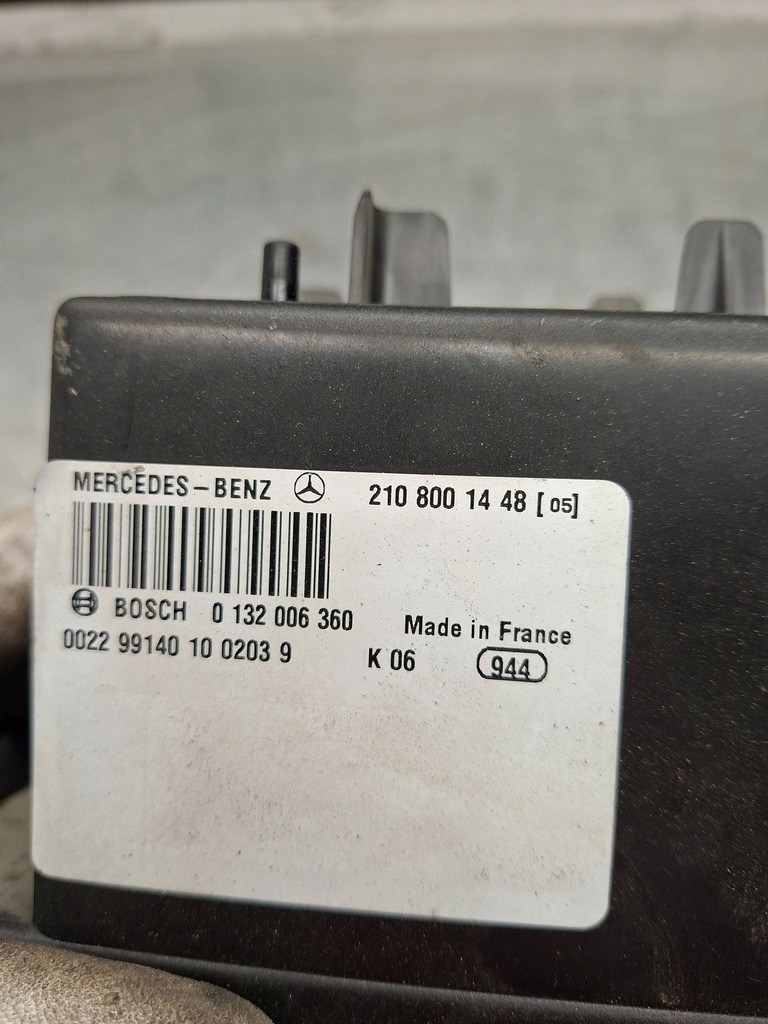 MERCEDES-BENZ 210 800 14 48 [05]
BOSCH 0 132 006 360 Made in France
0022 99140 10 0203 9 K 06 944